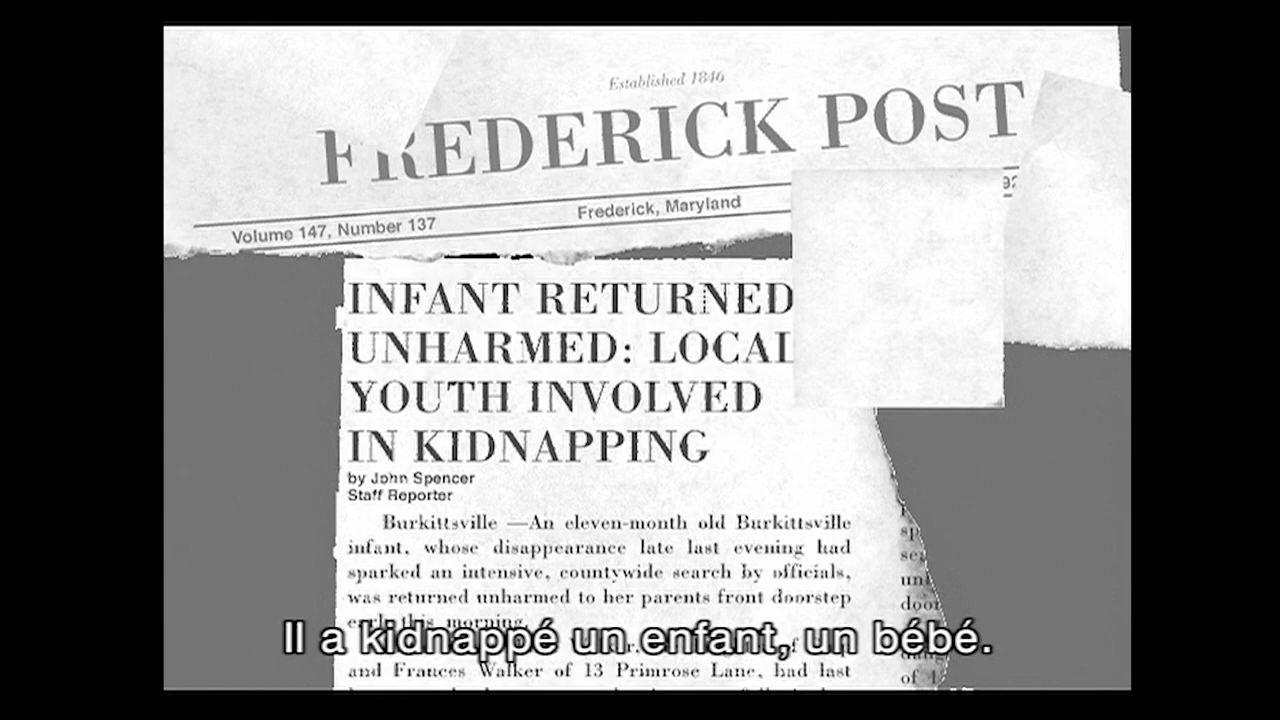 Established 1846
FREDERICK POST
Volume 147, Number 137
Frederick, Maryland
INFANT RETURNED
UNHARMED: LOCAL
YOUTH INVOLVED
IN KIDNAPPING
by John Spencer
Staff Reporter
Burkittsville —An eleven-month old Burkittsville
infant, whose disappearance late last evening had
sparked an intensive, countywide search by officials,
was returned unharmed to her parents front doorstep
early this morning.
and Frances Walker of 13 Primrose Lane, had last
Il a kidnappé un enfant, un bébé.